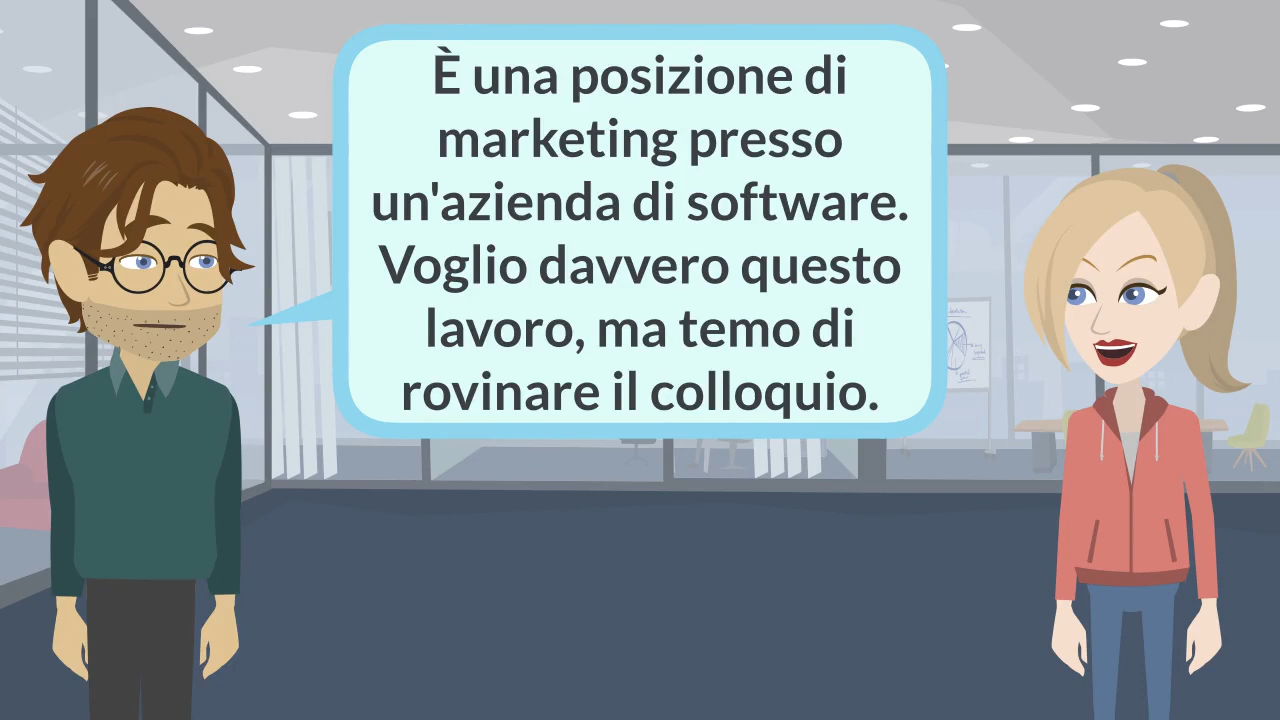 È una posizione di
marketing presso
un'azienda di software.
Voglio davvero questo
lavoro, ma temo di
rovinare il colloquio.